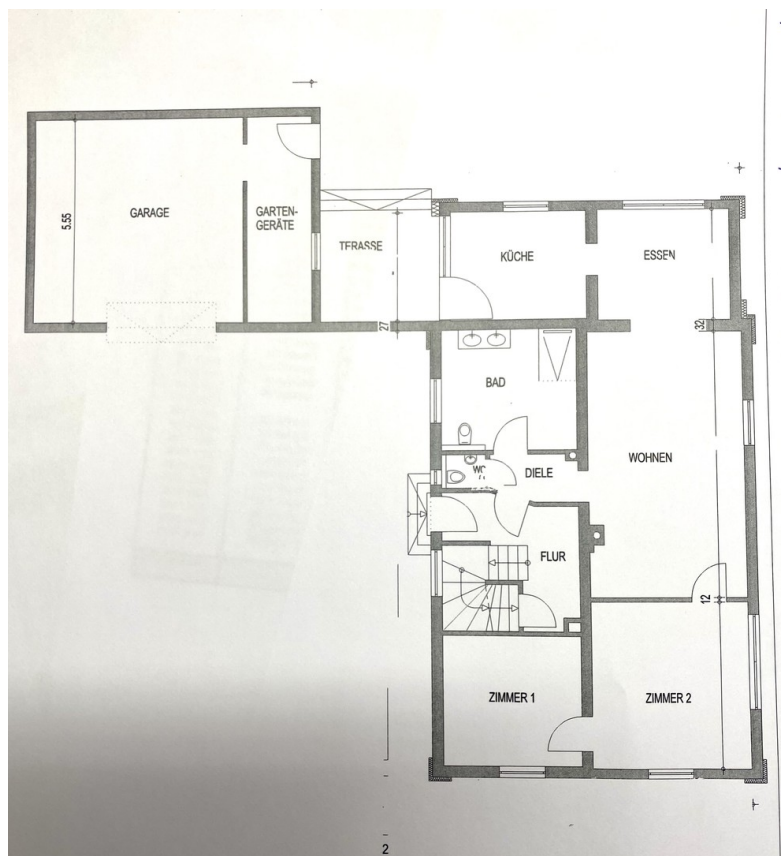 5.55
GARAGE
GARTEN-
GERÄTE
TERASSE
KÜCHE
ESSEN
27
32
BAD
WOHNEN
DIELE
FLUR
12
ZIMMER 1
ZIMMER 2
2